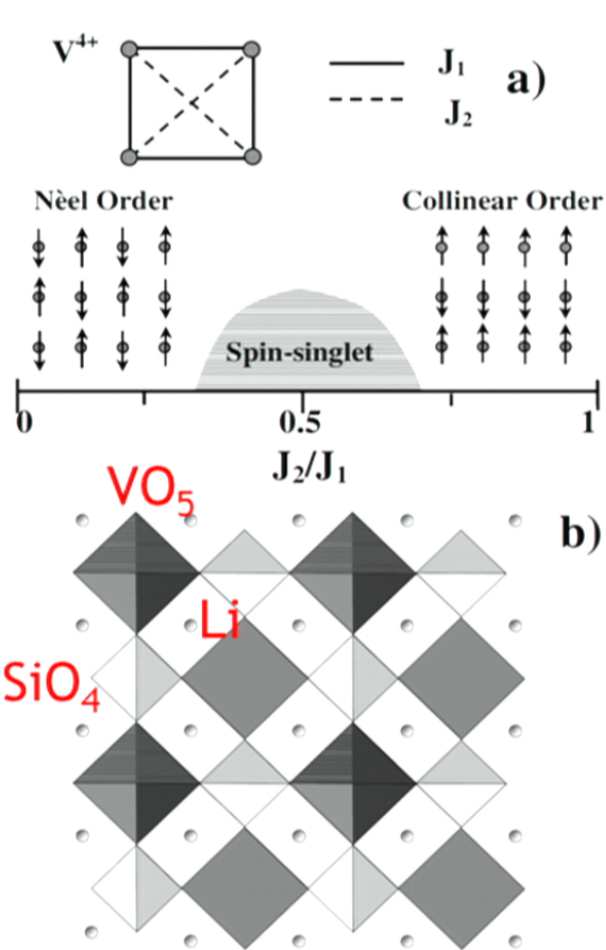 V4+
J1
J2
a)
Nèel Order
Collinear Order
Spin-singlet
0
0.5
1
J2/J1
VO5
b)
Li
SiO4